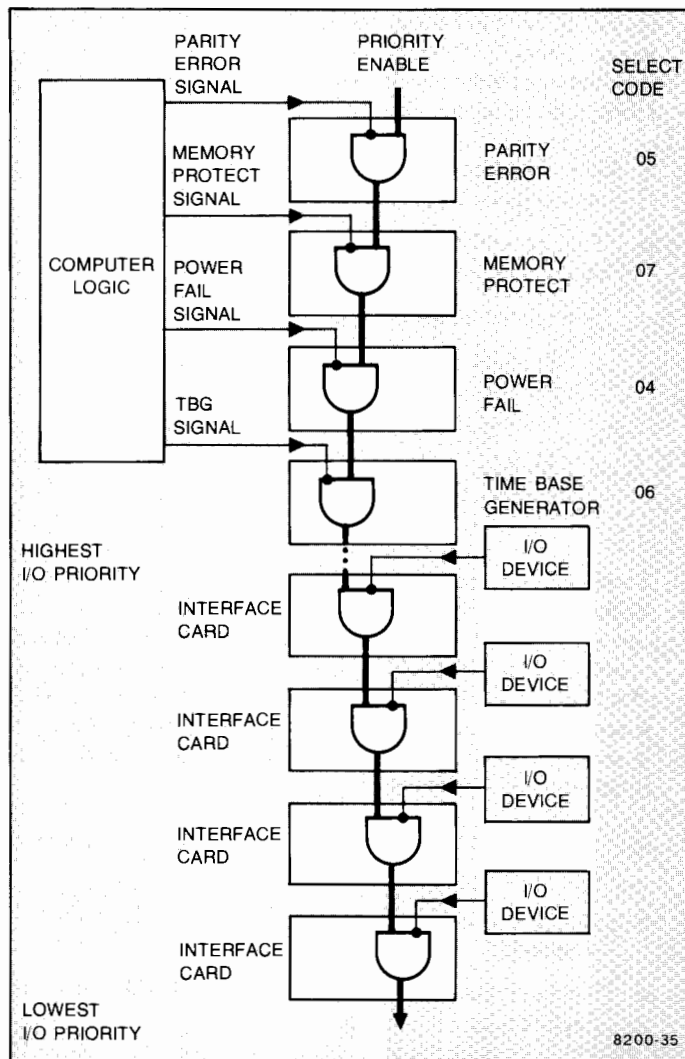 PARITY
ERROR
SIGNAL
PRIORITY
ENABLE
SELECT
CODE
PARITY
ERROR
05
MEMORY
PROTECT
SIGNAL
COMPUTER
LOGIC
MEMORY
PROTECT
07
POWER
FAIL
SIGNAL
POWER
FAIL
04
TBG
SIGNAL
TIME BASE
GENERATOR
06
HIGHEST
I/O PRIORITY
I/O
DEVICE
INTERFACE
CARD
I/O
DEVICE
INTERFACE
CARD
I/O
DEVICE
INTERFACE
CARD
I/O
DEVICE
INTERFACE
CARD
LOWEST
I/O PRIORITY
8200-35